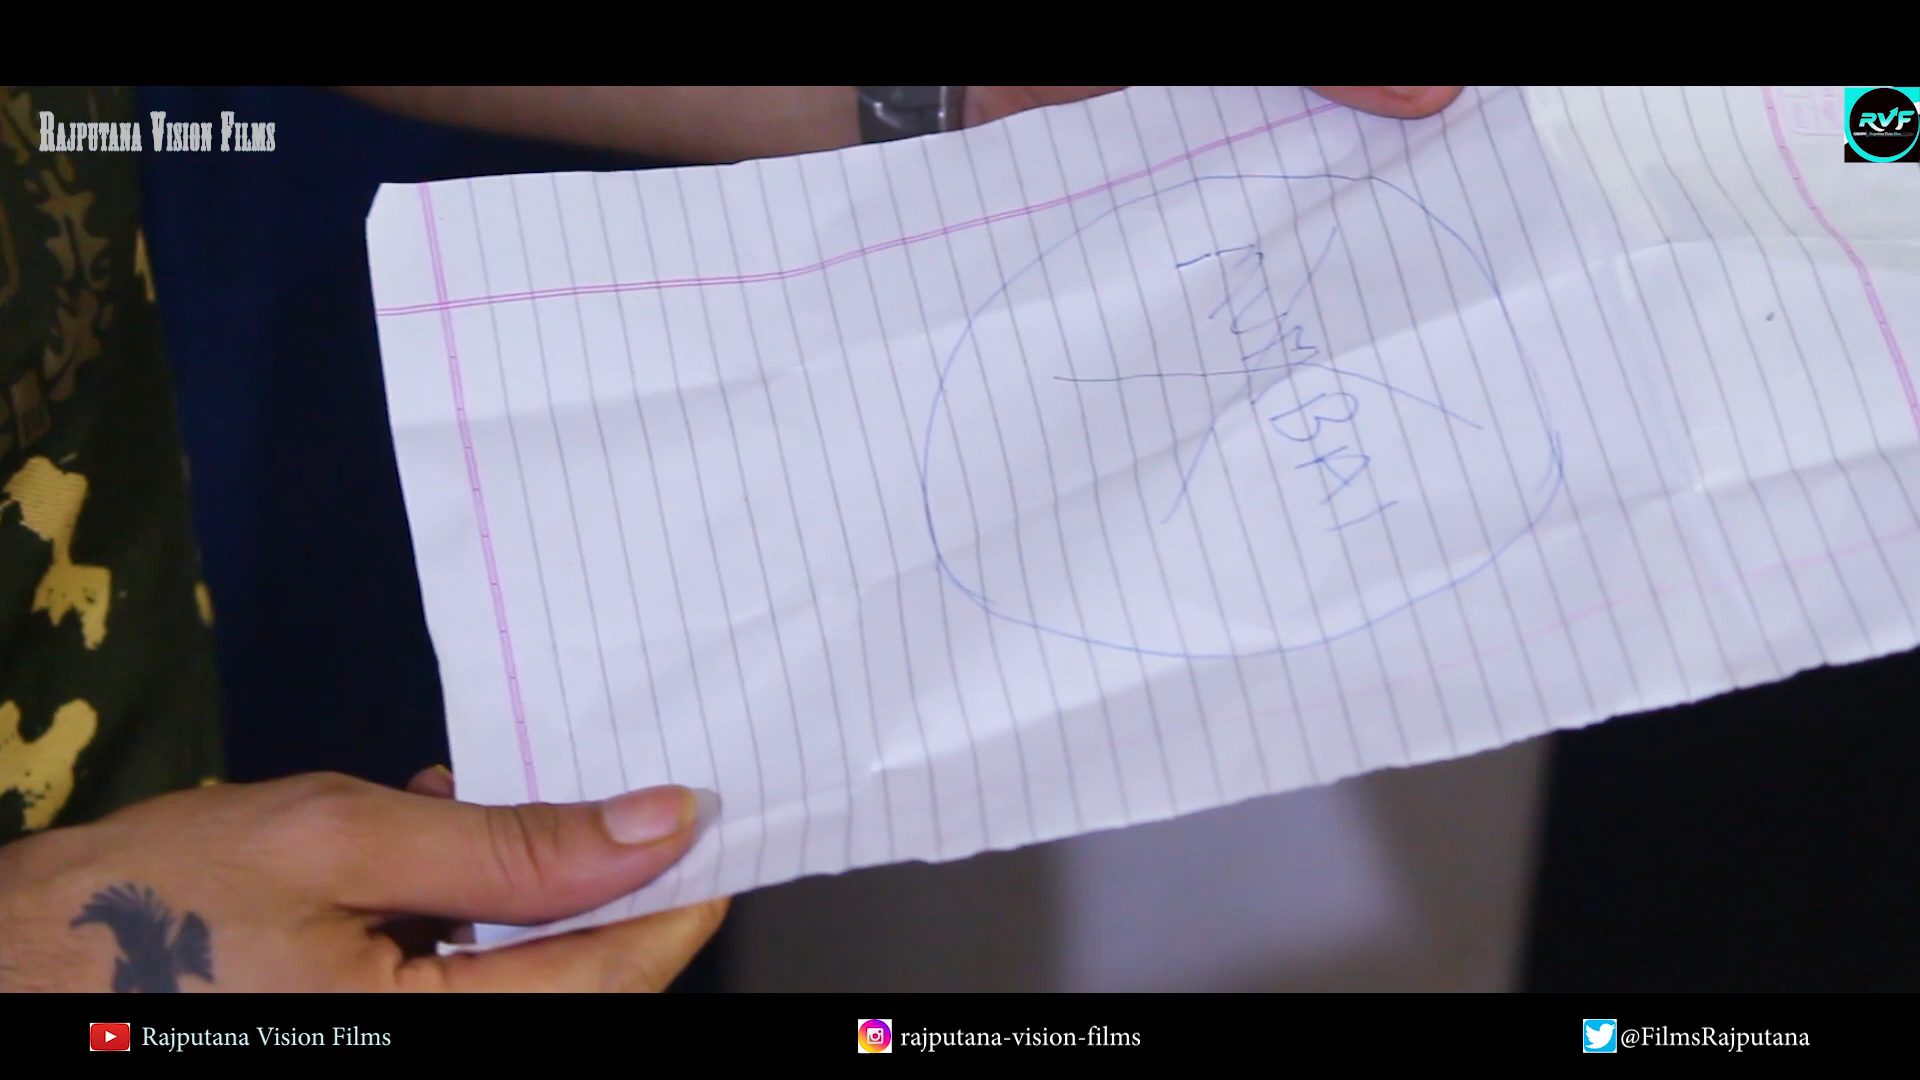 Rajputana Vision Films
RVF
MUMBAI
Rajputana Vision Films
rajputana-vision-films
@FilmsRajputana